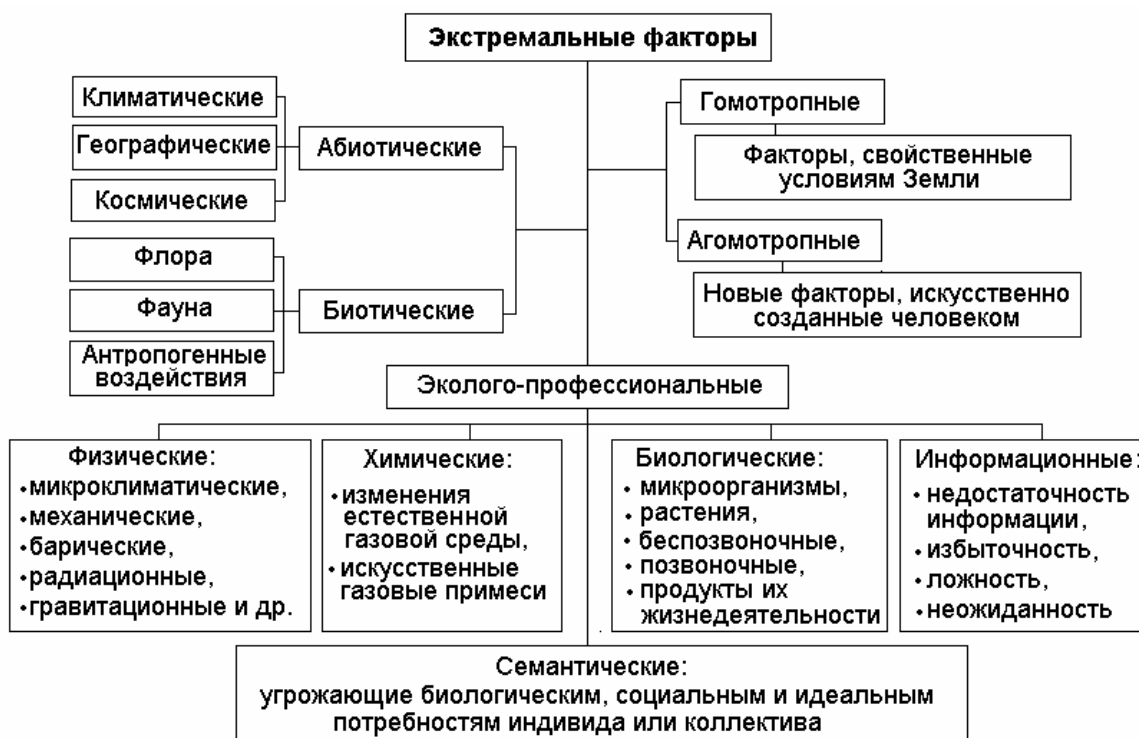 Экстремальные факторы
Климатические
Географические
Космические
Абиотические
Флора
Фауна
Антропогенные
воздействия
Биотические
Гомотропные
Факторы, свойственные
условиям Земли
Агомотропные
Новые факторы, искусственно
созданные человеком
Эколого-профессиональные
Физические:
•микроклиматические,
•механические,
•барические,
•радиационные,
•гравитационные и др.
Химические:
•изменения
естественной
газовой среды,
•искусственные
газовые примеси
Биологические:
• микроорганизмы,
• растения,
• беспозвоночные,
• позвоночные,
• продукты их
жизнедеятельности
Информационные:
• недостаточность
информации,
• избыточность,
• ложность,
• неожиданность
Семантические:
угрожающие биологическим, социальным и идеальным
потребностям индивида или коллектива